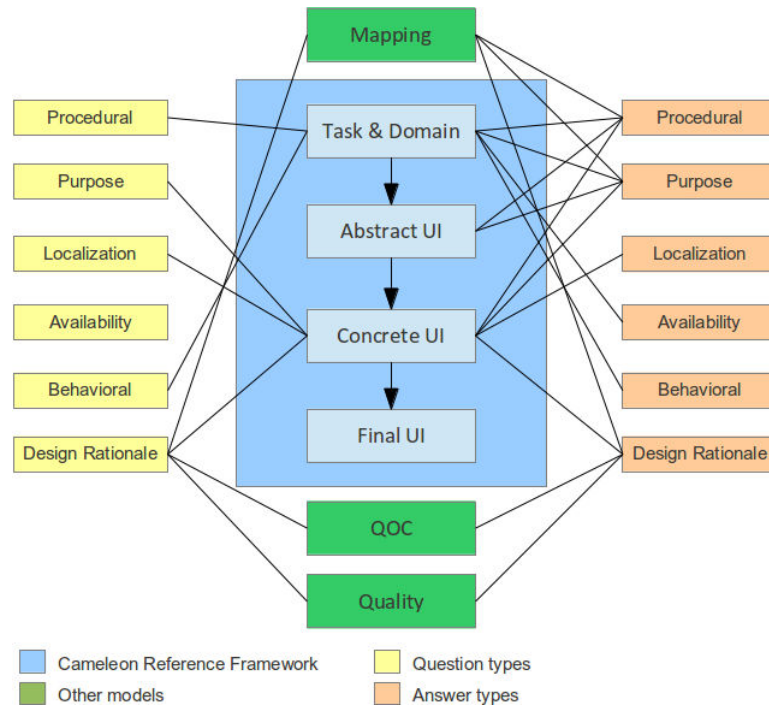 Mapping
Procedural
Task & Domain
Procedural
Purpose
Purpose
Abstract UI
Localization
Localization
Availability
Concrete UI
Availability
Behavioral
Behavioral
Design Rationale
Final UI
Design Rationale
QOC
Quality
Cameleon Reference Framework
Question types
Other models
Answer types